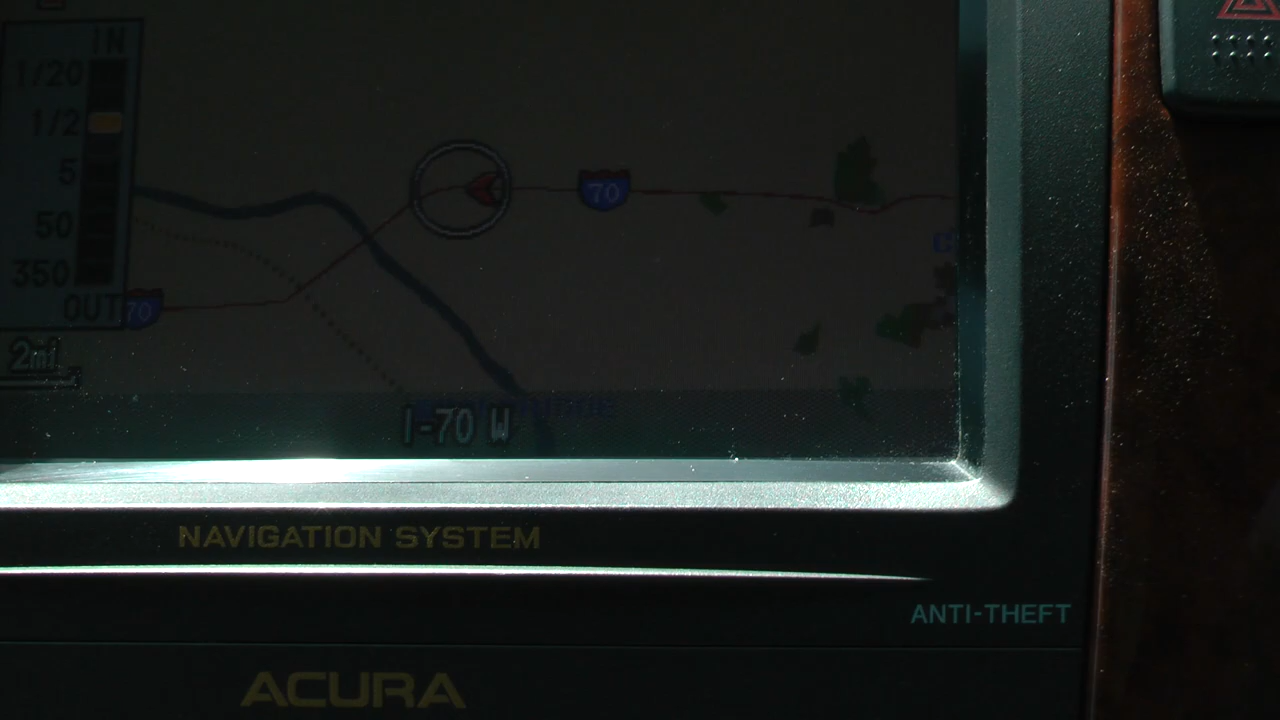 IN
1/20
1/2
5
50
350
OUT
70
70
2mi
I-70 W
NAVIGATION SYSTEM
ANTI-THEFT
ACURA